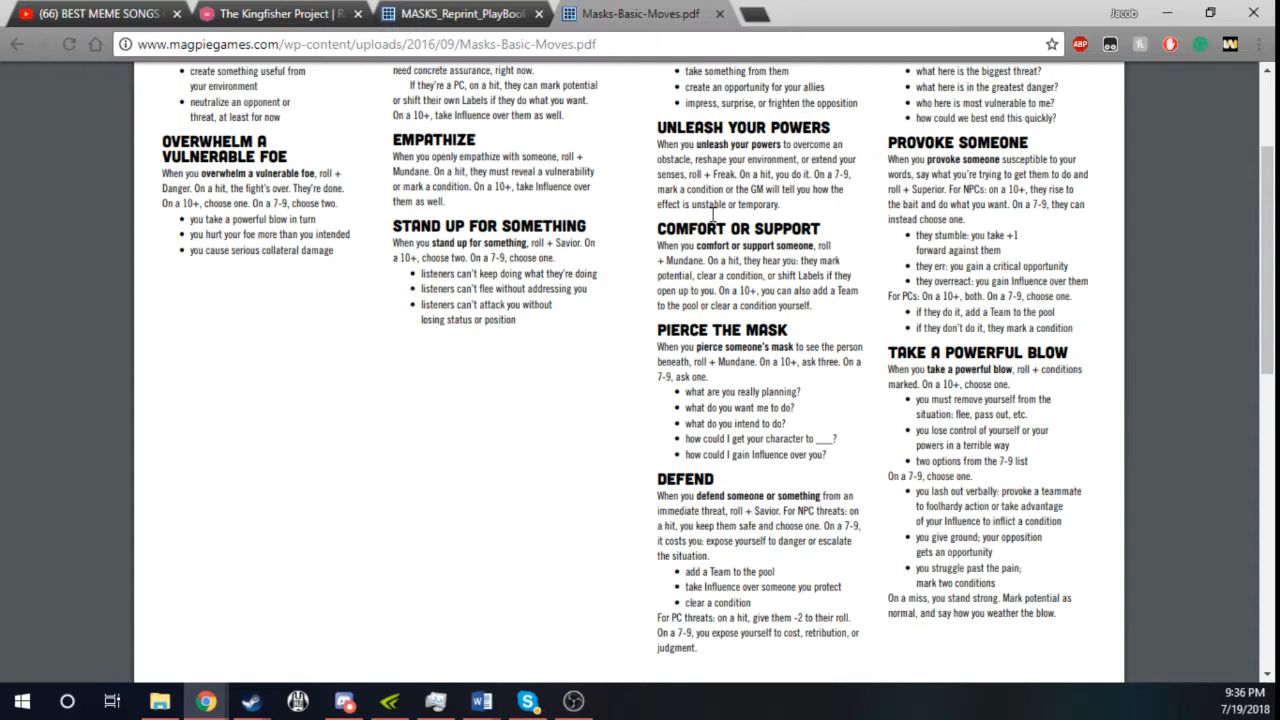 (66) BEST MEME SONGS
The Kingfisher Project | R
MASKS_Reprint_PlayBook
Masks-Basic-Moves.pdf
Jacob
www.magpiegames.com/wp-content/uploads/2016/09/Masks-Basic-Moves.pdf
ABP
create something useful from
your environment
neutralize an opponent or
threat, at least for now
OVERWHELM A
VULNERABLE FOE
When you overwhelm a vulnerable foe, roll +
Danger. On a hit, the fight's over. They're done.
On a 10+, choose one. On a 7-9, choose two.
you take a powerful blow in turn
you hurt your foe more than you intended
you cause serious collateral damage
need concrete assurance, right now.
If they're a PC, on a hit, they can mark potential
or shift their own Labels if they do what you want.
On a 10+, take Influence over them as well.
EMPATHIZE
When you openly empathize with someone, roll +
Mundane. On a hit, they must reveal a vulnerability
or mark a condition. On a 10+, take Influence over
them as well.
STAND UP FOR SOMETHING
When you stand up for something, roll + Savior. On
a 10+, choose two. On a 7-9, choose one.
listeners can't keep doing what they're doing
listeners can't flee without addressing you
listeners can't attack you without
losing status or position
take something from them
create an opportunity for your allies
impress, surprise, or frighten the opposition
UNLEASH YOUR POWERS
When you unleash your powers to overcome an
obstacle, reshape your environment, or extend your
senses, roll + Freak. On a hit, you do it. On a 7-9,
mark a condition or the GM will tell you how the
effect is unstable or temporary.
COMFORT OR SUPPORT
When you comfort or support someone, roll
+ Mundane. On a hit, they hear you: they mark
potential, clear a condition, or shift Labels if they
open up to you. On a 10+, you can also add a Team
to the pool or clear a condition yourself.
PIERCE THE MASK
When you pierce someone's mask to see the person
beneath, roll + Mundane. On a 10+, ask three. On a
7-9, ask one.
what are you really planning?
what do you want me to do?
what do you intend to do?
how could I get your character to ___?
how could I gain Influence over you?
DEFEND
When you defend someone or something from an
immediate threat, roll + Savior. For NPC threats: on
a hit, you keep them safe and choose one. On a 7-9,
it costs you: expose yourself to danger or escalate
the situation.
add a Team to the pool
take Influence over someone you protect
clear a condition
For PC threats: on a hit, give them -2 to their roll.
On a 7-9, you expose yourself to cost, retribution, or
judgment.
what here is the biggest threat?
what here is in the greatest danger?
who here is most vulnerable to me?
how could we best end this quickly?
PROVOKE SOMEONE
When you provoke someone susceptible to your
words, say what you're trying to get them to do and
roll + Superior. For NPCs: on a 10+, they rise to
the bait and do what you want. On a 7-9, they can
instead choose one.
they stumble: you take +1
forward against them
they err: you gain a critical opportunity
they overreact: you gain Influence over them
For PCs: On a 10+, both. On a 7-9, choose one.
if they do it, add a Team to the pool
if they don't do it, they mark a condition
TAKE A POWERFUL BLOW
When you take a powerful blow, roll + conditions
marked. On a 10+, choose one.
you must remove yourself from the
situation: flee, pass out, etc.
you lose control of yourself or your
powers in a terrible way
two options from the 7-9 list
On a 7-9, choose one.
you lash out verbally: provoke a teammate
to foolhardy action or take advantage
of your Influence to inflict a condition
you give ground; your opposition
gets an opportunity
you struggle past the pain;
mark two conditions
On a miss, you stand strong. Mark potential as
normal, and say how you weather the blow.
9:36 PM
7/19/2018